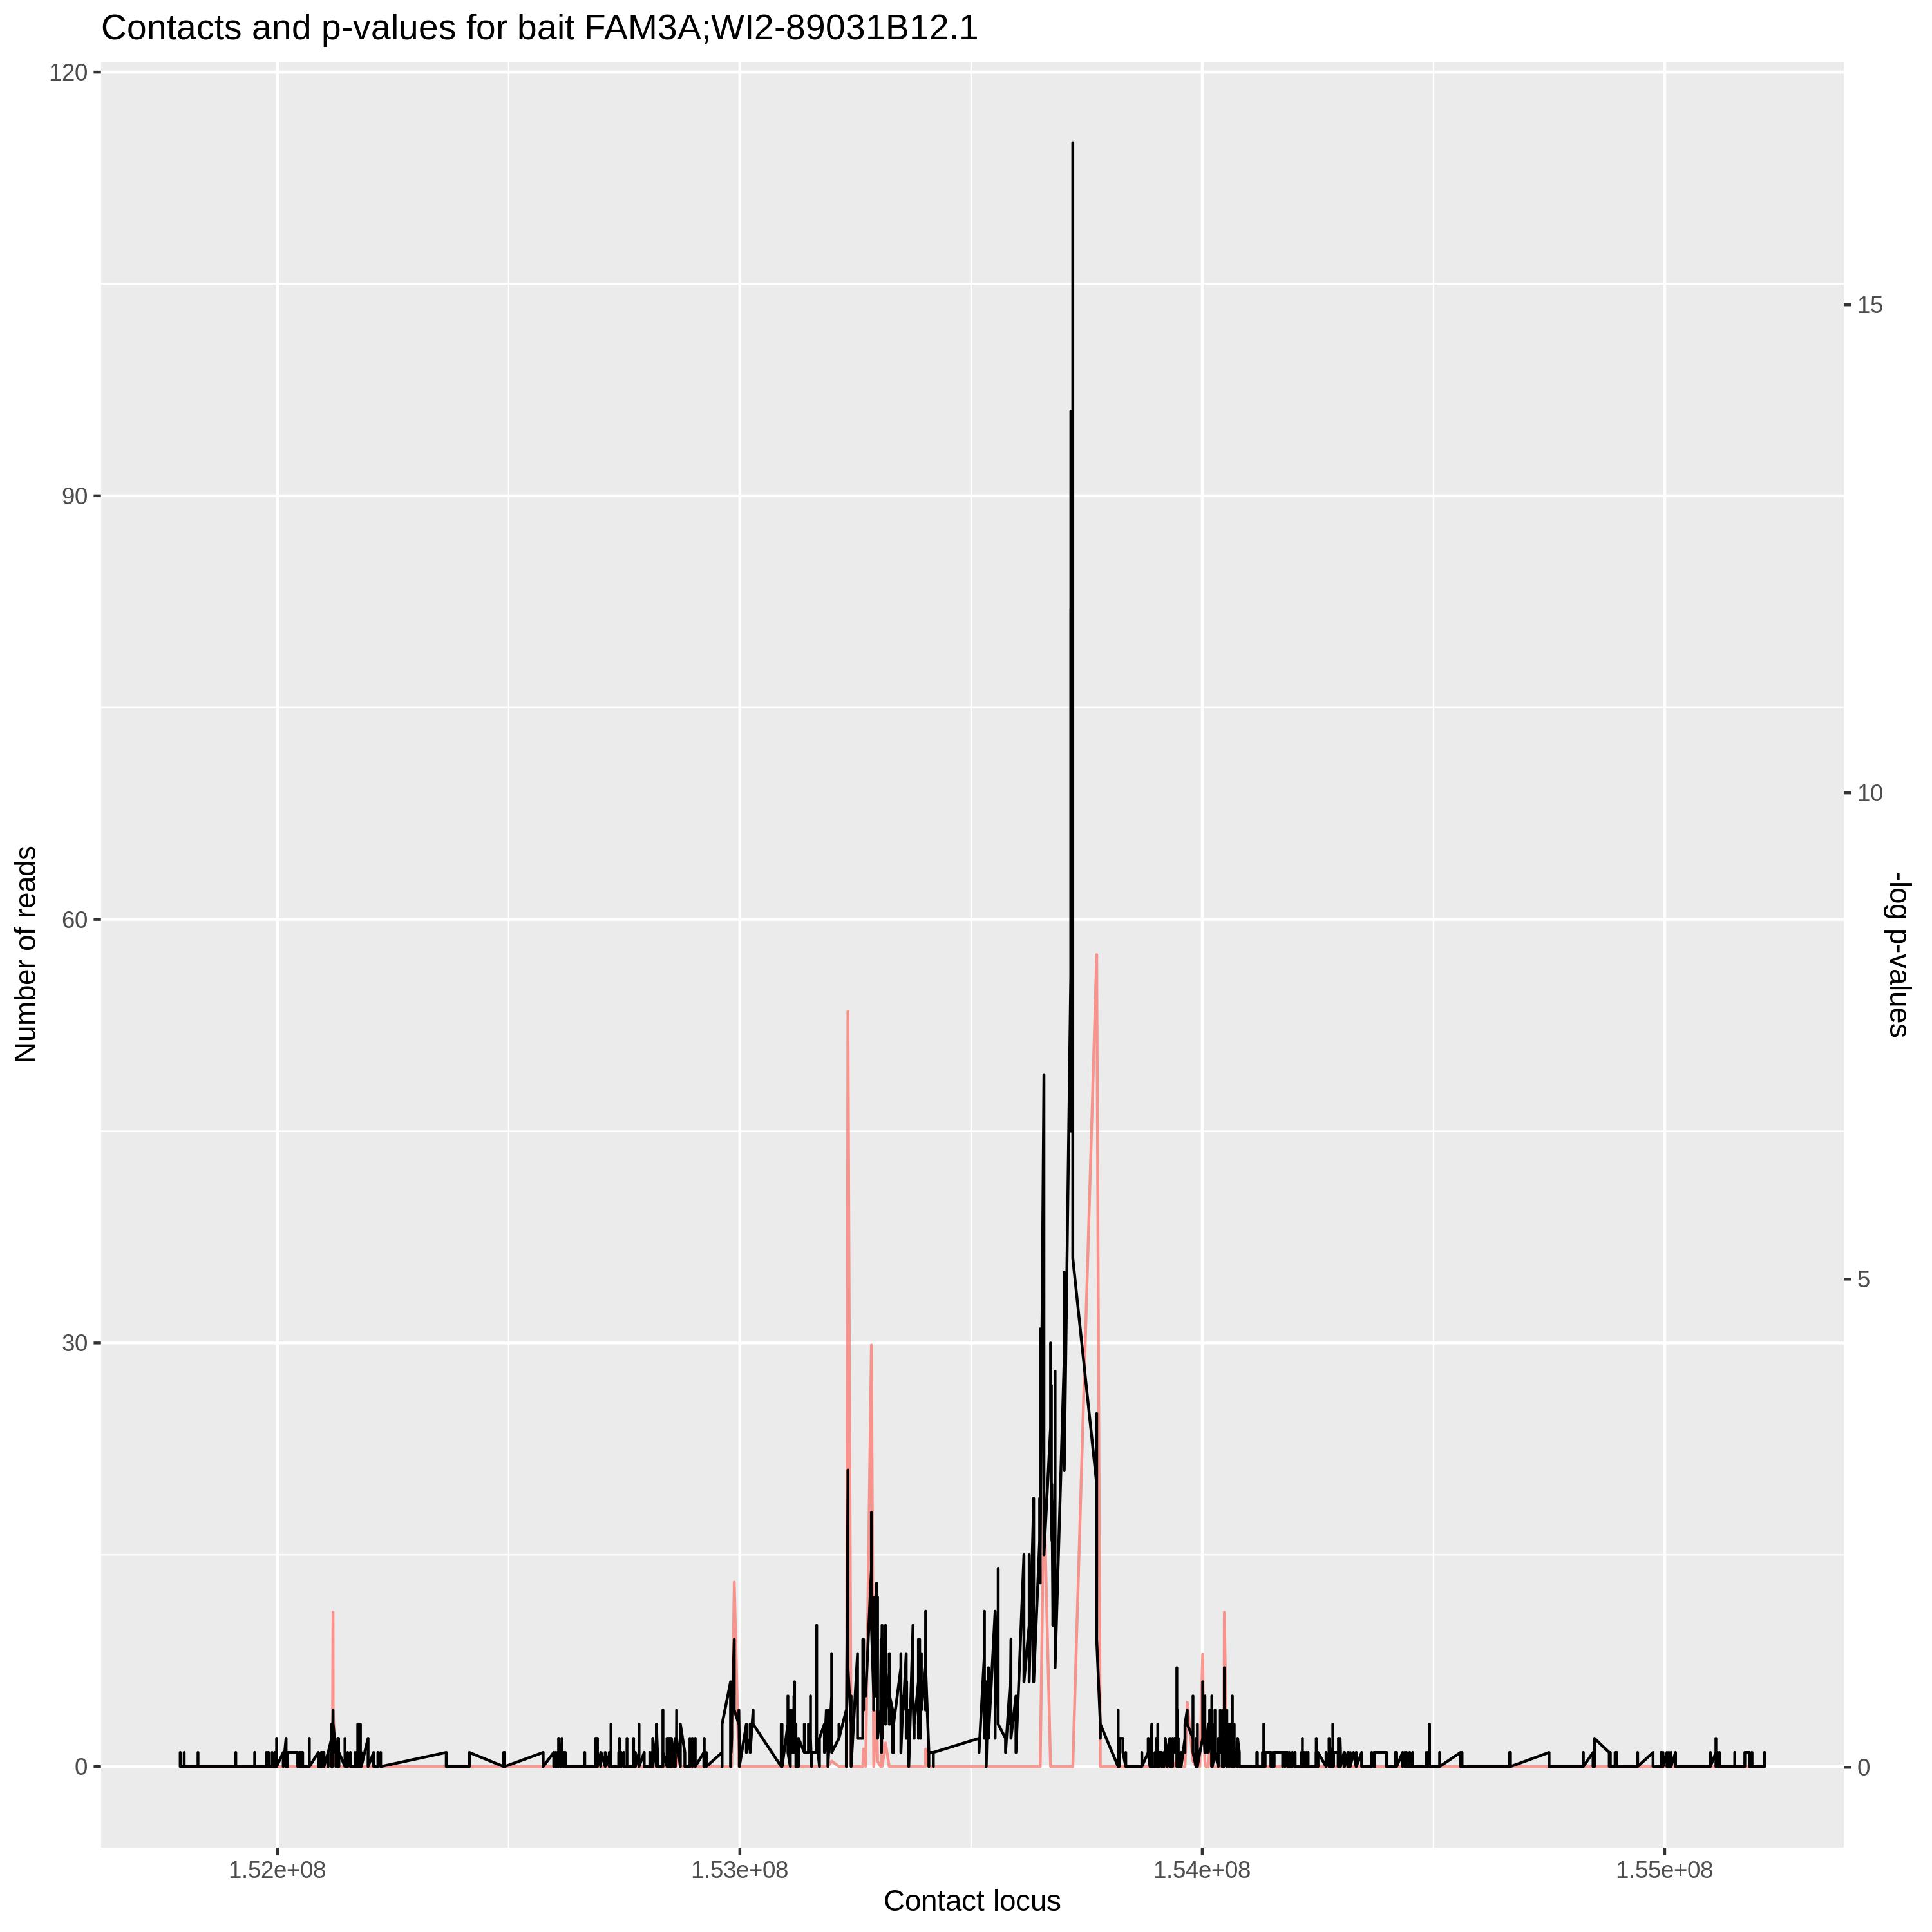 Contacts and p-values for bait FAM3A;WI2-89031B12.1
120
90
60
30
0
Number of reads
15
10
5
0
-log p-values
1.52e+08
1.53e+08
1.54e+08
1.55e+08
Contact locus